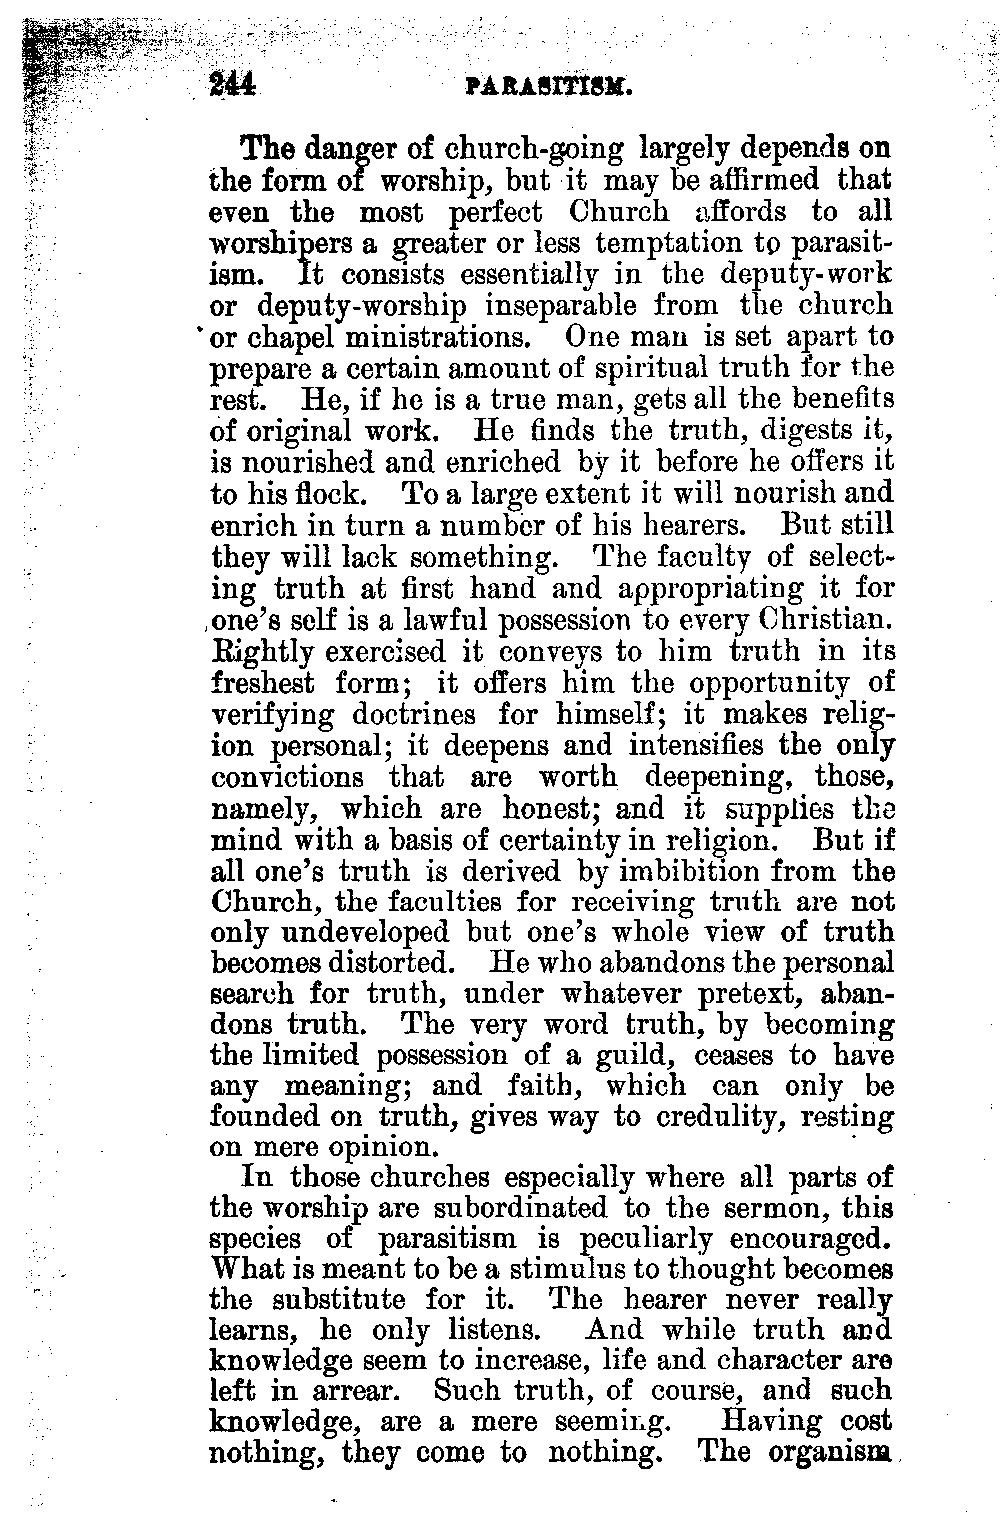 244 PARASITISM.
The danger of church-going largely depends on
the form of worship, but it may be affirmed that
even the most perfect Church affords to all
worshipers a greater or less temptation to parasit-
ism. It consists essentially in the deputy-work
or deputy-worship inseparable from the church
or chapel ministrations. One man is set apart to
prepare a certain amount of spiritual truth for the
rest. He, if he is a true man, gets all the benefits
of original work. He finds the truth, digests it,
is nourished and enriched by it before he offers it
to his flock. To a large extent it will nourish and
enrich in turn a number of his hearers. But still
they will lack something. The faculty of select-
ing truth at first hand and appropriating it for
one's self is a lawful possession to every Christian.
Rightly exercised it conveys to him truth in its
freshest form; it offers him the opportunity of
verifying doctrines for himself; it makes relig-
ion personal; it deepens and intensifies the only
convictions that are worth deepening, those,
namely, which are honest; and it supplies the
mind with a basis of certainty in religion. But if
all one's truth is derived by imbibition from the
Church, the faculties for receiving truth are not
only undeveloped but one's whole view of truth
becomes distorted. He who abandons the personal
search for truth, under whatever pretext, aban-
dons truth. The very word truth, by becoming
the limited possession of a guild, ceases to have
any meaning; and faith, which can only be
founded on truth, gives way to credulity, resting
on mere opinion.
In those churches especially where all parts of
the worship are subordinated to the sermon, this
species of parasitism is peculiarly encouraged.
What is meant to be a stimulus to thought becomes
the substitute for it. The hearer never really
learns, he only listens. And while truth and
knowledge seem to increase, life and character are
left in arrear. Such truth, of course, and such
knowledge, are a mere seeming. Having cost
nothing, they come to nothing. The organism